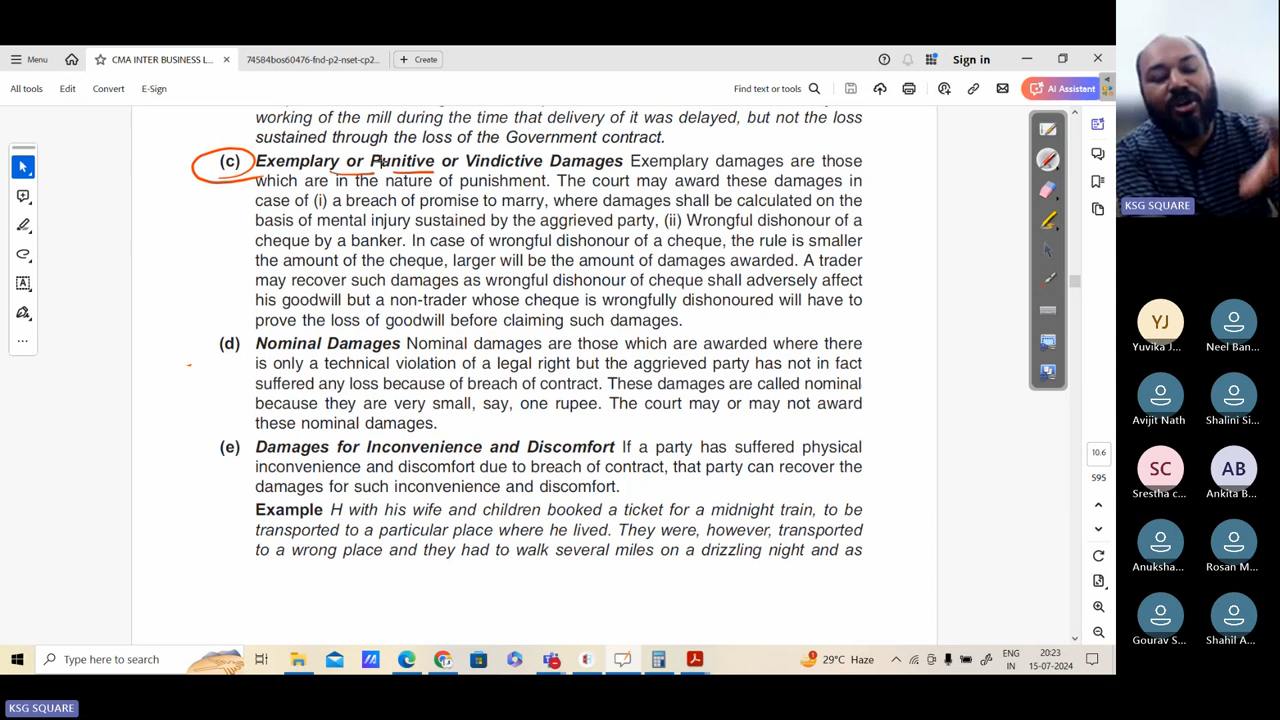 Menu
CMA INTER BUSINESS L...
74584bos60476-fnd-p2-nset-cp2...
Create
Sign in
All tools
Edit
Convert
E-Sign
Find text or tools
AI Assistant
working of the mill during the time that delivery of it was delayed, but not the loss
sustained through the loss of the Government contract.
(c) Exemplary or Punitive or Vindictive Damages Exemplary damages are those
which are in the nature of punishment. The court may award these damages in
case of (i) a breach of promise to marry, where damages shall be calculated on the
basis of mental injury sustained by the aggrieved party, (ii) Wrongful dishonour of a
cheque by a banker. In case of wrongful dishonour of a cheque, the rule is smaller
the amount of the cheque, larger will be the amount of damages awarded. A trader
may recover such damages as wrongful dishonour of cheque shall adversely affect
his goodwill but a non-trader whose cheque is wrongfully dishonoured will have to
prove the loss of goodwill before claiming such damages.
(d) Nominal Damages Nominal damages are those which are awarded where there
is only a technical violation of a legal right but the aggrieved party has not in fact
suffered any loss because of breach of contract. These damages are called nominal
because they are very small, say, one rupee. The court may or may not award
these nominal damages.
(e) Damages for Inconvenience and Discomfort If a party has suffered physical
inconvenience and discomfort due to breach of contract, that party can recover the
damages for such inconvenience and discomfort.
Example H with his wife and children booked a ticket for a midnight train, to be
transported to a particular place where he lived. They were, however, transported
to a wrong place and they had to walk several miles on a drizzling night and as
10.6
595
KSG SQUARE
YJ
Yuvika J...
Neel Ban...
Avijit Nath
Shalini Si...
SC
Srestha c...
AB
Ankita B...
Anuksha...
Rosan M...
Gourav S...
Shahil A...
Type here to search
29°C Haze
ENG
IN
20:23
15-07-2024
KSG SQUARE